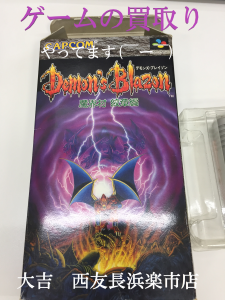 ゲームの買取り
やってます(￣ー￣)
CAPCOM
Demon's Blazon
デモンズ・ブレイゾン
魔界村 紋章編
大吉　西友長浜楽市店